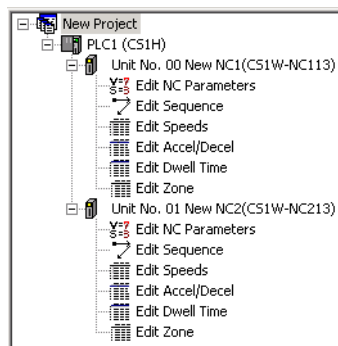 New Project
PLC1 (CS1H)
Unit No. 00 New NC1(CS1W-NC113)
Edit NC Parameters
Edit Sequence
Edit Speeds
Edit Accel/Decel
Edit Dwell Time
Edit Zone
Unit No. 01 New NC2(CS1W-NC213)
Edit NC Parameters
Edit Sequence
Edit Speeds
Edit Accel/Decel
Edit Dwell Time
Edit Zone